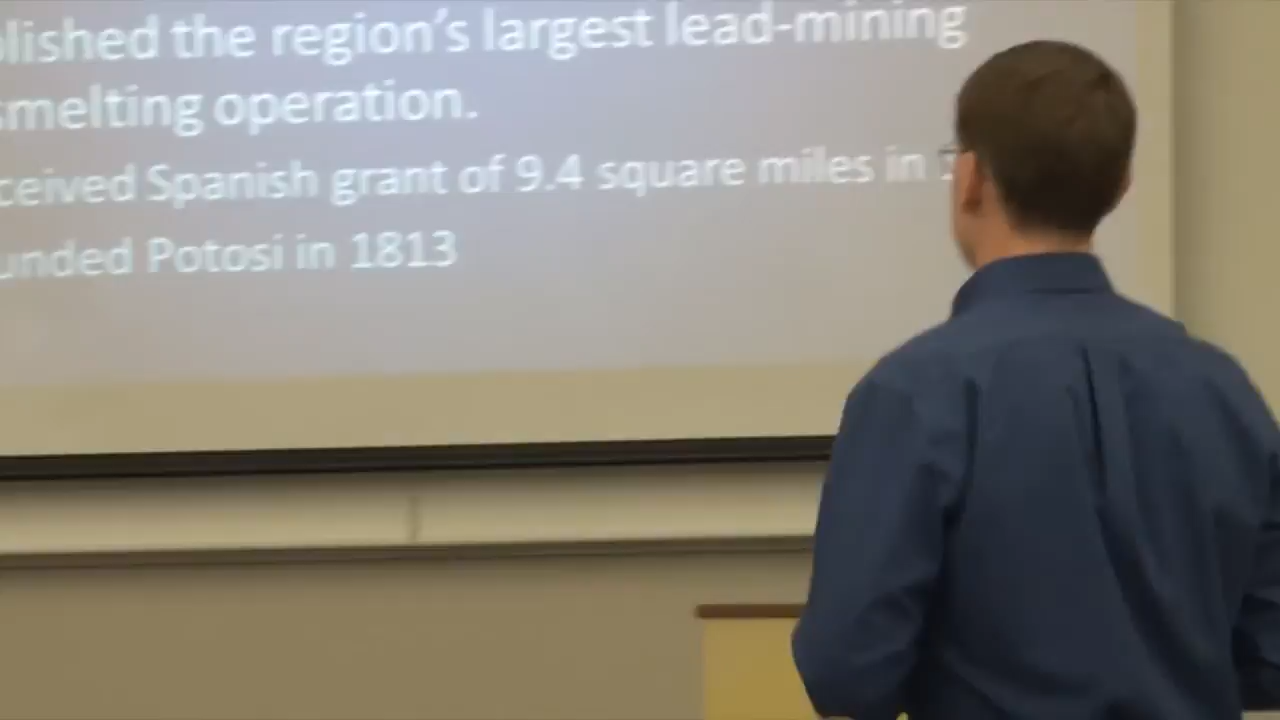 blished the region's largest lead-mining
smelting operation.
ceived Spanish grant of 9.4 square miles in
unded Potosi in 1813